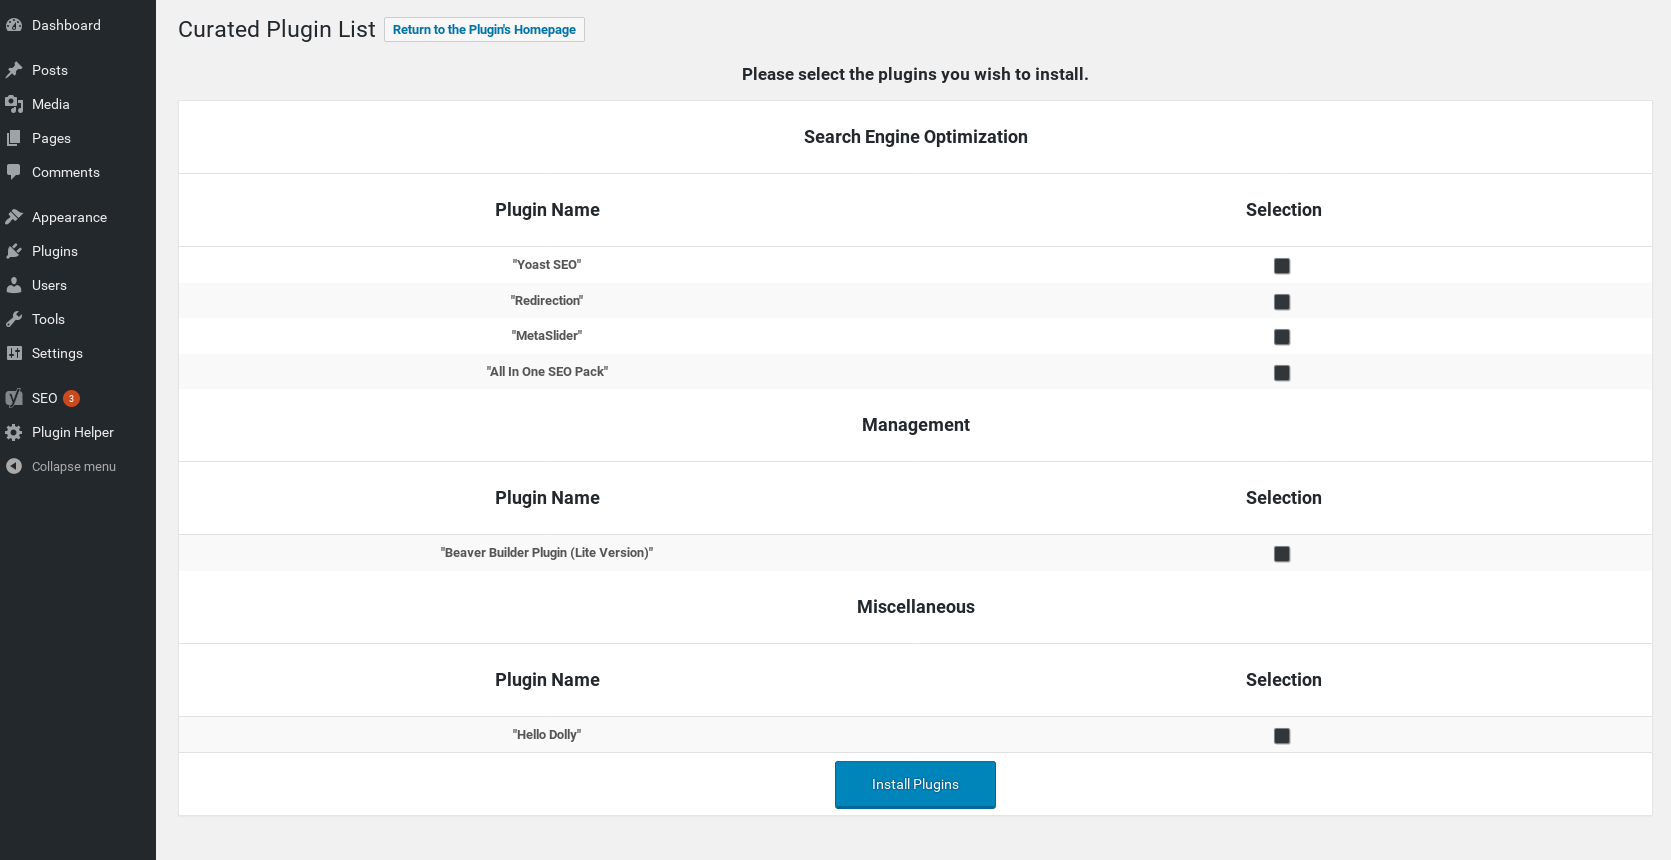 Dashboard
Posts
Media
Pages
Comments
Appearance
Plugins
Users
Tools
Settings
SEO 3
Plugin Helper
Collapse menu
Curated Plugin List Return to the Plugin's Homepage
Please select the plugins you wish to install.
Search Engine Optimization
Plugin Name Selection
"Yoast SEO"
"Redirection"
"MetaSlider"
"All In One SEO Pack"
Management
Plugin Name Selection
"Beaver Builder Plugin (Lite Version)"
Miscellaneous
Plugin Name Selection
"Hello Dolly"
Install Plugins